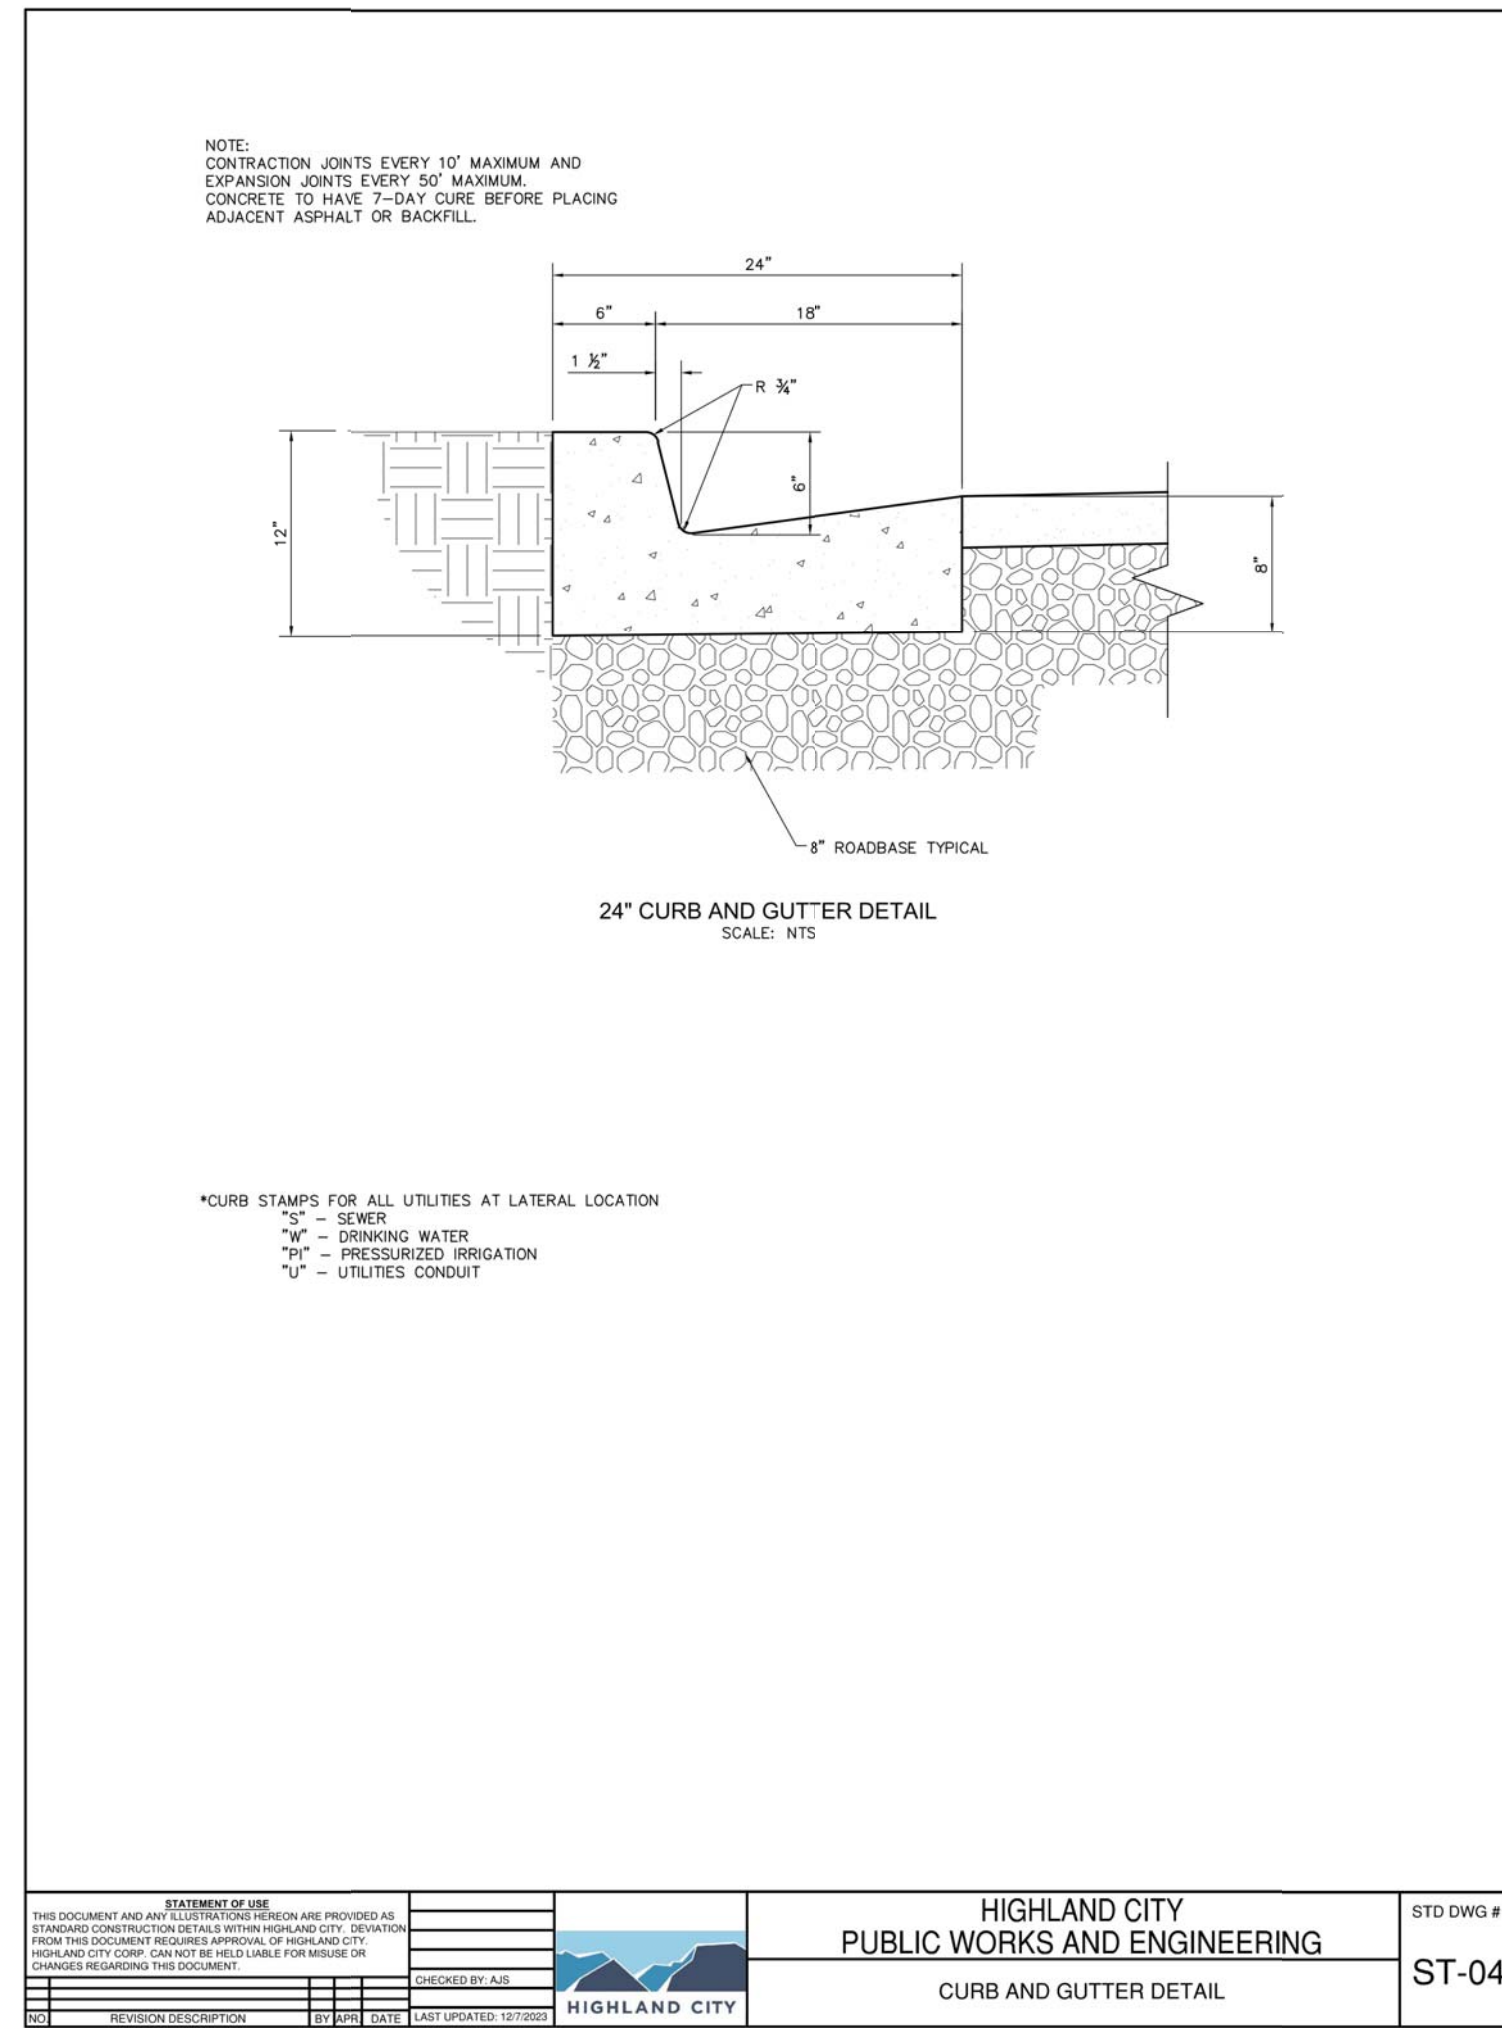 NOTE:
CONTRACTION JOINTS EVERY 10' MAXIMUM AND
EXPANSION JOINTS EVERY 50' MAXIMUM.
CONCRETE TO HAVE 7-DAY CURE BEFORE PLACING
ADJACENT ASPHALT OR BACKFILL.
24"
6"
18"
1 ½"
R ¾"
6"
12"
8"
8" ROADBASE TYPICAL
24" CURB AND GUTTER DETAIL
SCALE: NTS
*CURB STAMPS FOR ALL UTILITIES AT LATERAL LOCATION
"S" – SEWER
"W" – DRINKING WATER
"PI" – PRESSURIZED IRRIGATION
"U" – UTILITIES CONDUIT
STATEMENT OF USE
THIS DOCUMENT AND ANY ILLUSTRATIONS HEREON ARE PROVIDED AS
STANDARD CONSTRUCTION DETAILS WITHIN HIGHLAND CITY. DEVIATION
FROM THIS DOCUMENT REQUIRES APPROVAL OF HIGHLAND CITY.
HIGHLAND CITY CORP. CAN NOT BE HELD LIABLE FOR MISUSE OR
CHANGES REGARDING THIS DOCUMENT.
NO. REVISION DESCRIPTION BY APR. DATE
CHECKED BY: AJS
LAST UPDATED: 12/7/2023
HIGHLAND CITY
HIGHLAND CITY
PUBLIC WORKS AND ENGINEERING
CURB AND GUTTER DETAIL
STD DWG #
ST-04